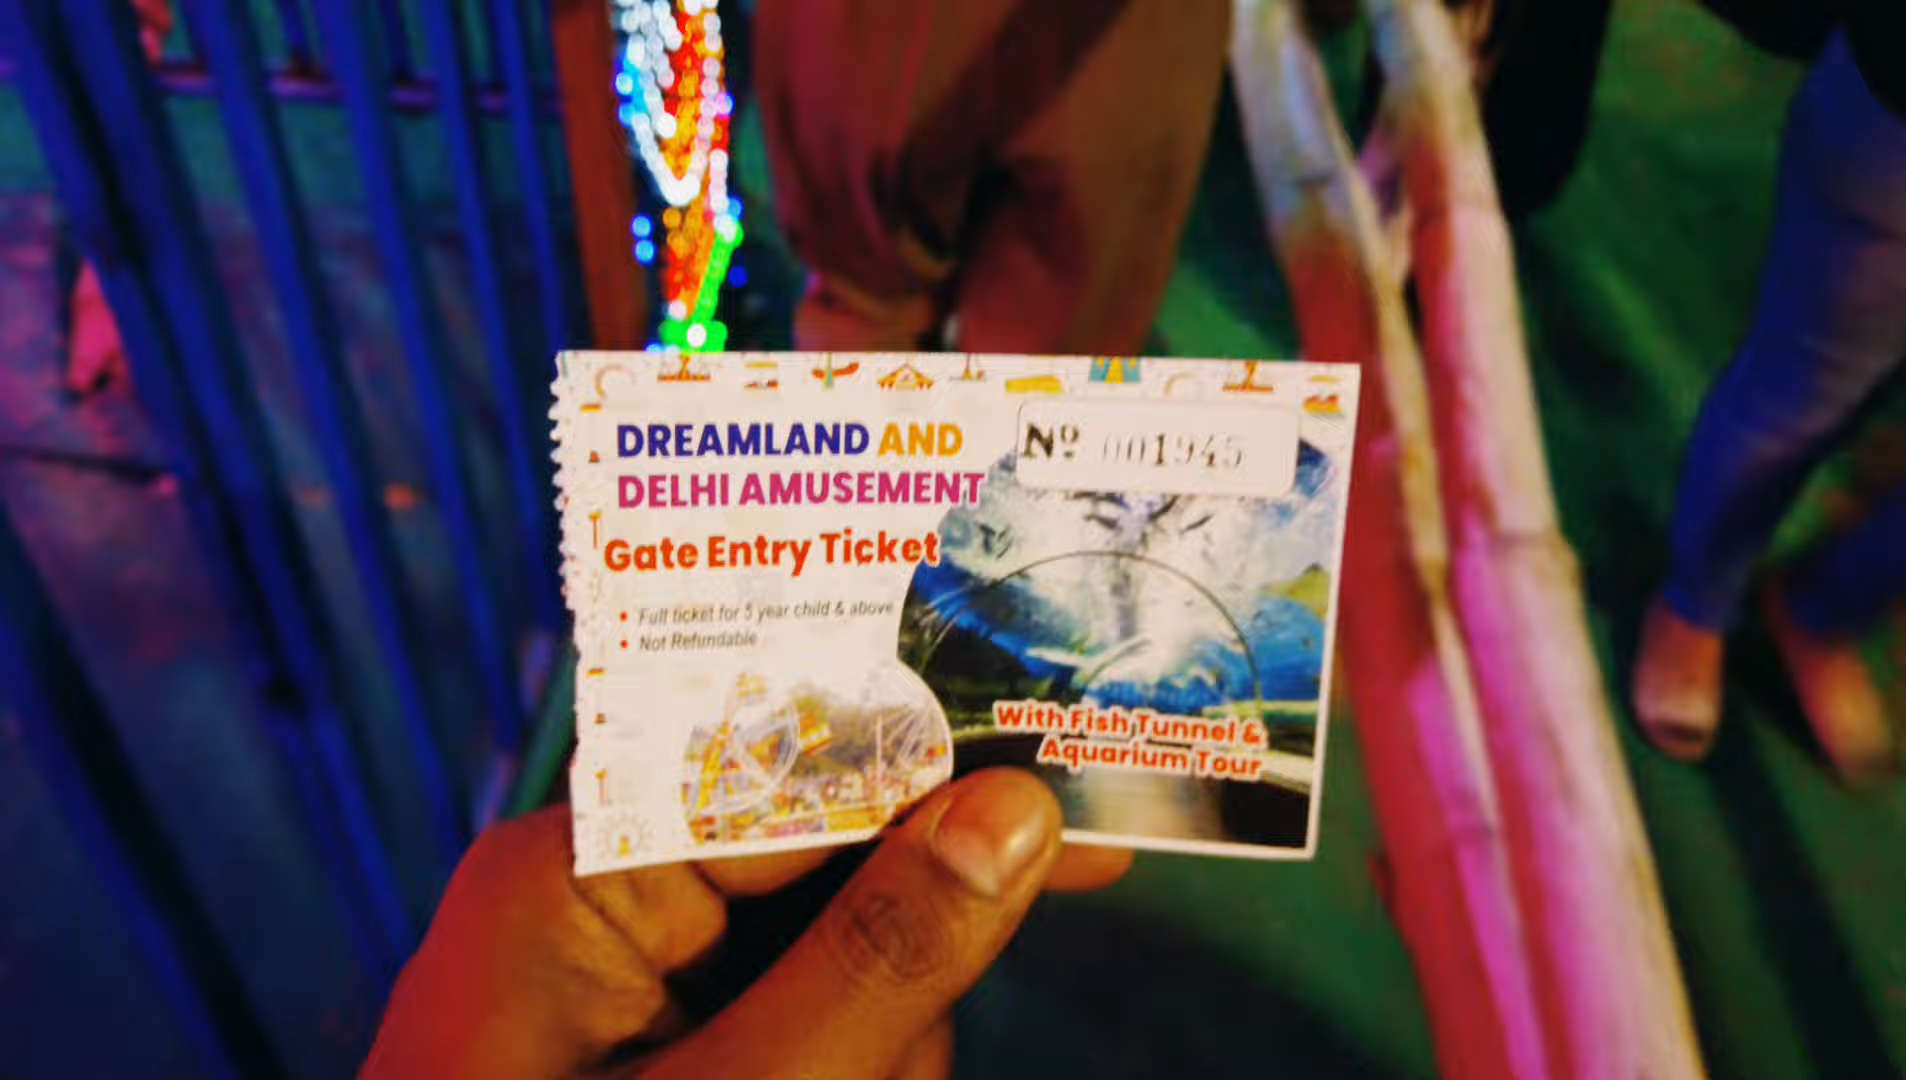 DREAMLAND AND
DELHI AMUSEMENT
Nº 001945
Gate Entry Ticket
• Full ticket for 5 year child & above
• Not Refundable
With Fish Tunnel &
Aquarium Tour